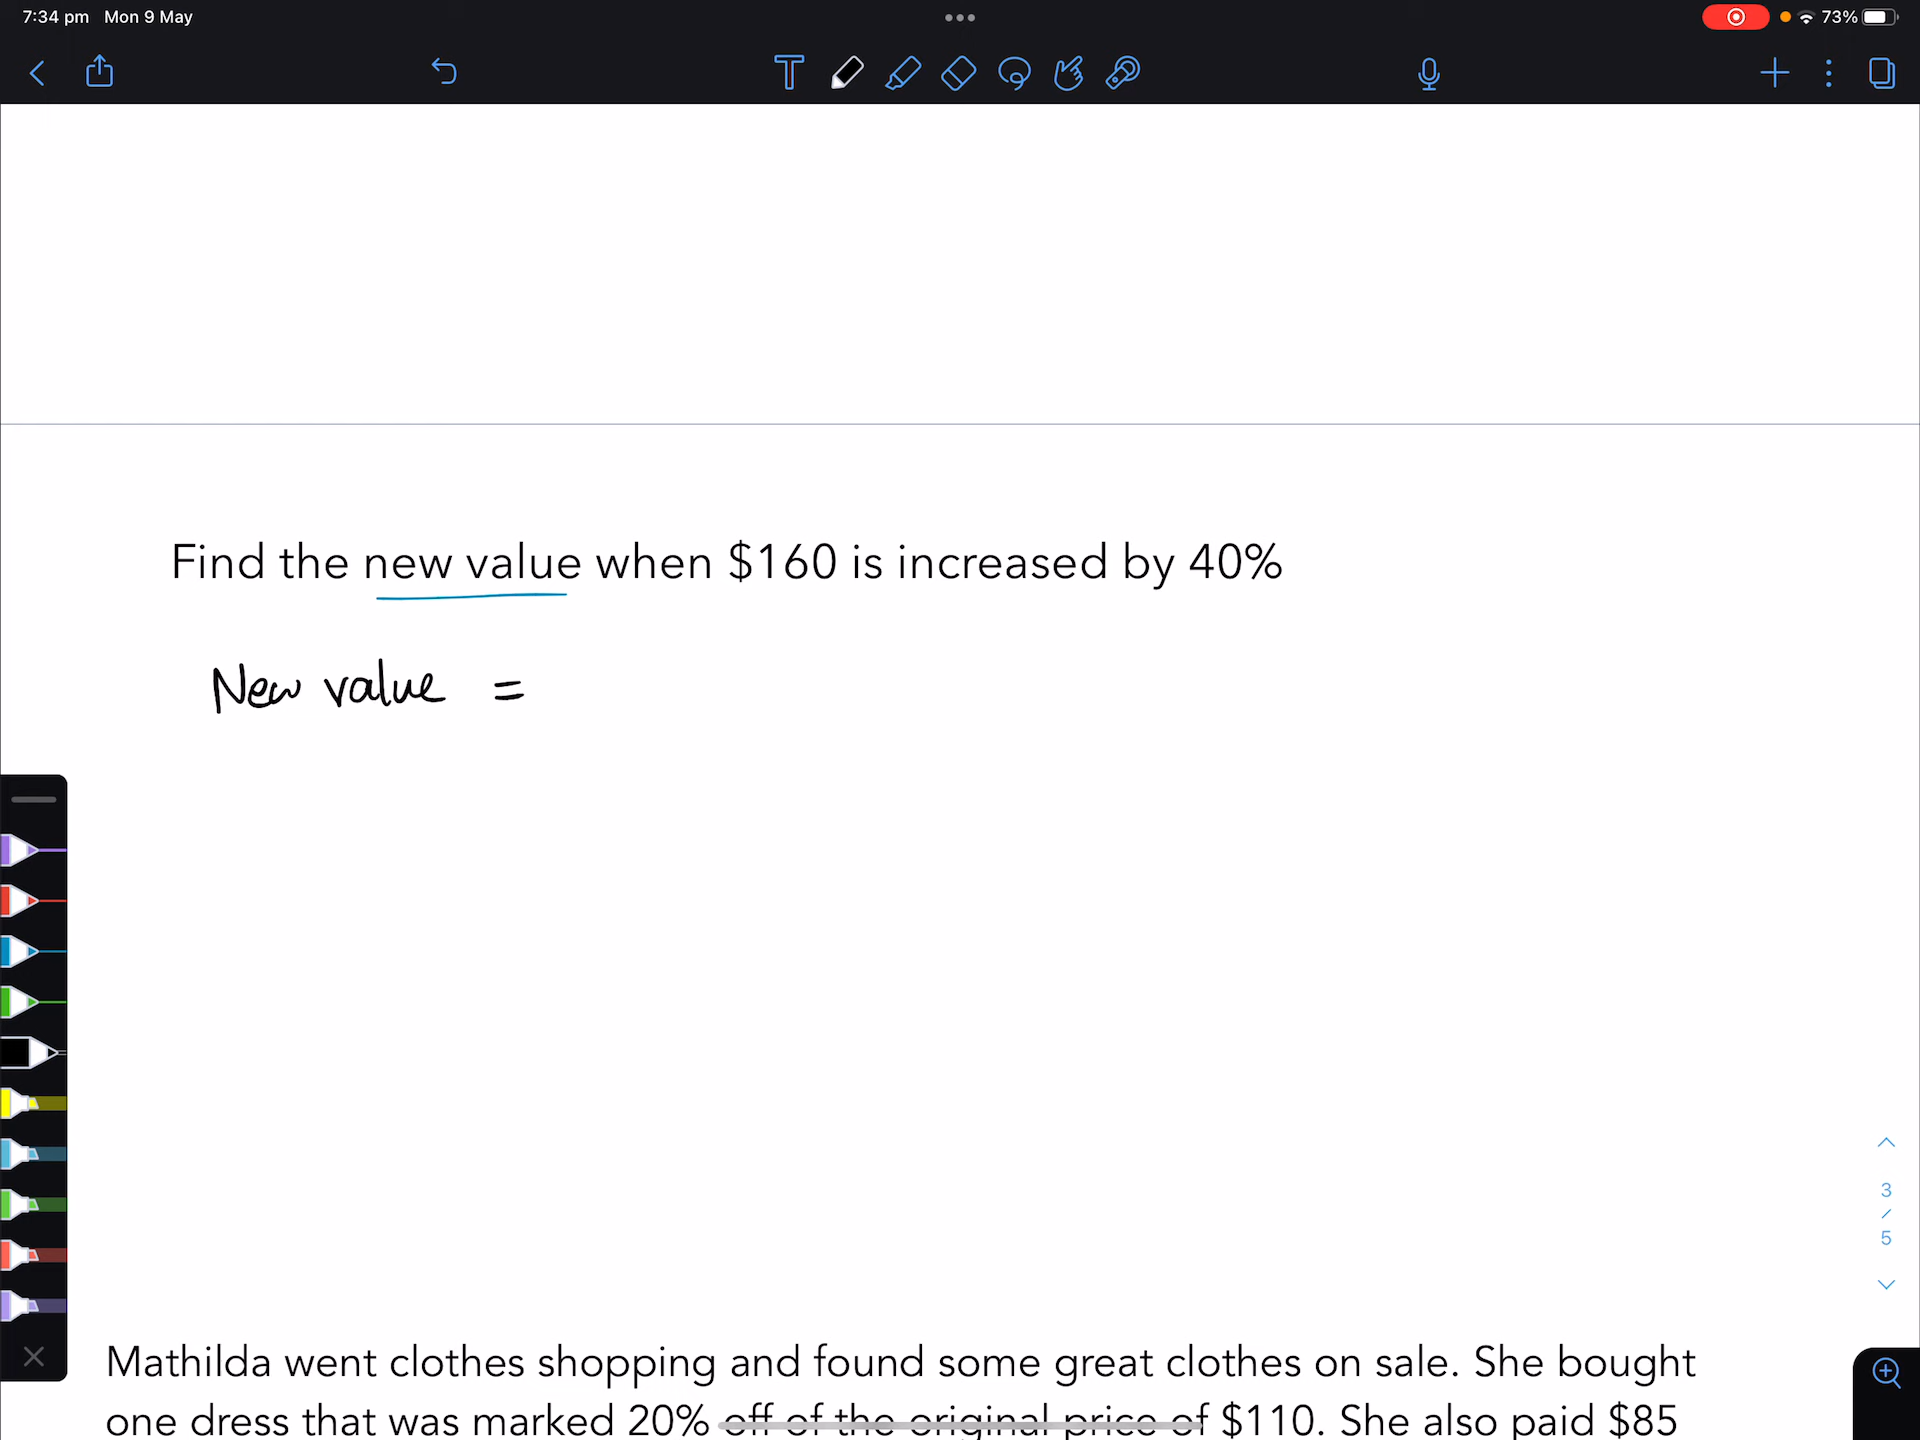 7:34 pm Mon 9 May
73%
T
Find the new value when $160 is increased by 40%
New value =
3
/
5
Mathilda went clothes shopping and found some great clothes on sale. She bought
one dress that was marked 20% off of the original price of $110. She also paid $85